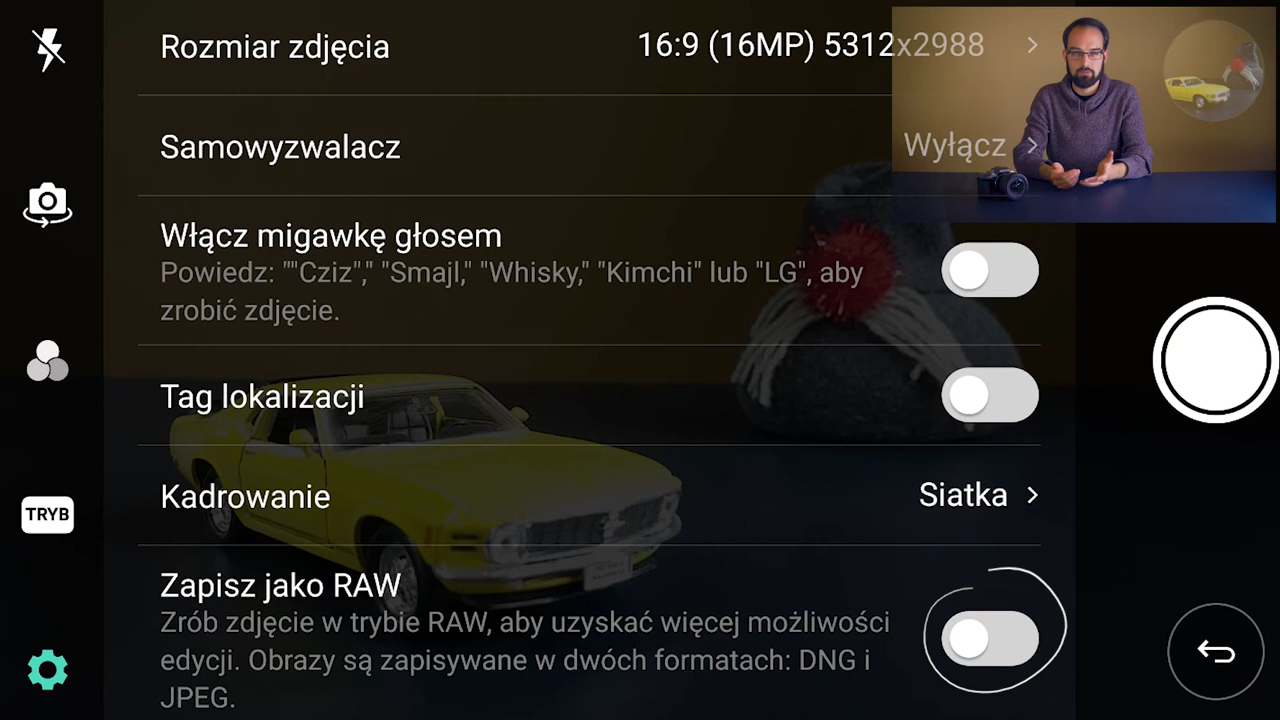 Rozmiar zdjęcia 16:9 (16MP) 5312x2988
Samowyzwalacz Wyłącz
Włącz migawkę głosem
Powiedz: ""Cziz"," "Smajl," "Whisky," "Kimchi" lub "LG", aby
zrobić zdjęcie.
Tag lokalizacji
Kadrowanie Siatka
TRYB
Zapisz jako RAW
Zrób zdjęcie w trybie RAW, aby uzyskać więcej możliwości
edycji. Obrazy są zapisywane w dwóch formatach: DNG i
JPEG.